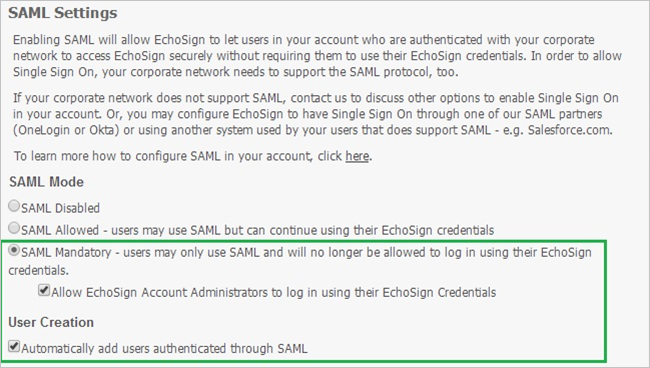 SAML Settings
Enabling SAML will allow EchoSign to let users in your account who are authenticated with your corporate
network to access EchoSign securely without requiring them to use their EchoSign credentials. In order to allow
Single Sign On, your corporate network needs to support the SAML protocol, too.
If your corporate network does not support SAML, contact us to discuss other options to enable Single Sign On
in your account. Or, you may configure EchoSign to have Single Sign On through one of our SAML partners
(OneLogin or Okta) or using another system used by your users that does support SAML - e.g. Salesforce.com.
To learn more how to configure SAML in your account, click here.
SAML Mode
SAML Disabled
SAML Allowed - users may use SAML but can continue using their EchoSign credentials
SAML Mandatory - users may only use SAML and will no longer be allowed to log in using their EchoSign
credentials.
Allow EchoSign Account Administrators to log in using their EchoSign Credentials
User Creation
Automatically add users authenticated through SAML